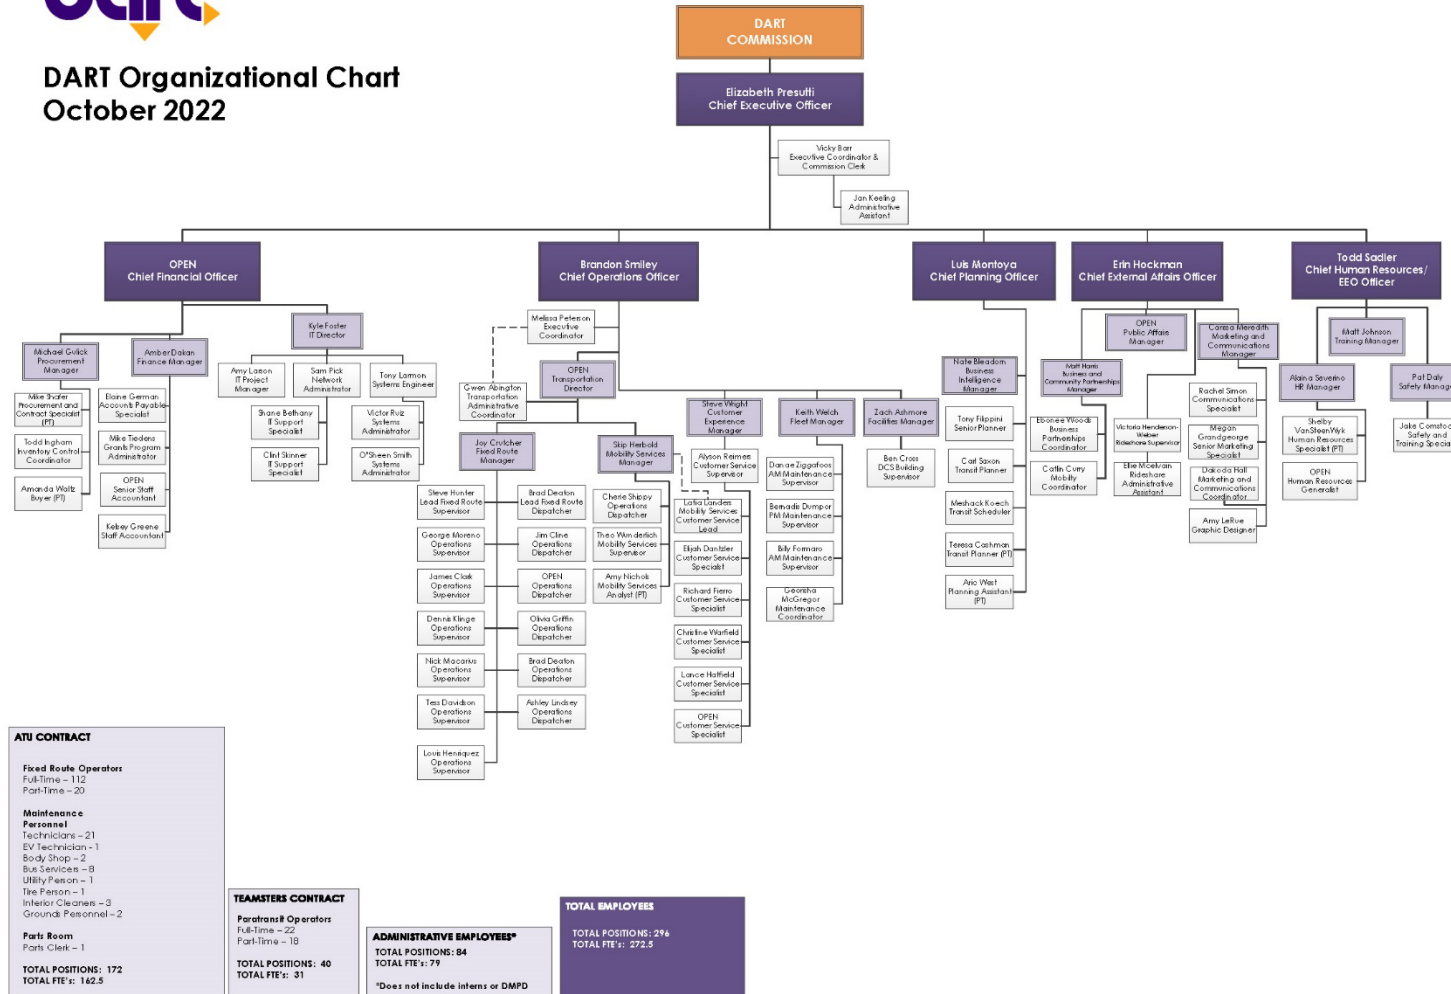 dart
DART Organizational Chart
October 2022
DART
COMMISSION
Elizabeth Presutti
Chief Executive Officer
Vicky Barr
Executive Coordinator &
Commission Clerk
Jan Keeling
Administrative
Assistant
OPEN
Chief Financial Officer
Brandon Smiley
Chief Operations Officer
Luis Montoya
Chief Planning Officer
Erin Hockman
Chief External Affairs Officer
Todd Sadler
Chief Human Resources/
EEO Officer
Michael Gulick
Procurement
Manager
Mike Shafer
Procurement and
Contract Specialist
(PT)
Todd Ingham
Inventory Control
Coordinator
Amanda Waltz
Buyer (PT)
Amber Dakan
Finance Manager
Elaine German
Accounts Payable
Specialist
Mike Tiedens
Grants Program
Administrator
OPEN
Senior Staff
Accountant
Kelsey Greene
Staff Accountant
Kyle Foster
IT Director
Amy Larson
IT Project
Manager
Sam Pick
Network
Administrator
Shane Bethany
IT Support
Specialist
Clint Skinner
IT Support
Specialist
Tony Larmon
Systems Engineer
Victor Ruiz
Systems
Administrator
O'Sheen Smith
Systems
Administrator
Melissa Peterson
Executive
Coordinator
Gwen Abington
Transportation
Administrative
Coordinator
OPEN
Transportation
Director
Joy Crutcher
Fixed Route
Manager
Steve Hunter
Lead Fixed Route
Supervisor
George Moreno
Operations
Supervisor
James Clark
Operations
Supervisor
Dennis Klinge
Operations
Supervisor
Nick Macarius
Operations
Supervisor
Tess Davidson
Operations
Supervisor
Louis Henriquez
Operations
Supervisor
Brad Deaton
Lead Fixed Route
Dispatcher
Jim Cline
Operations
Dispatcher
OPEN
Operations
Dispatcher
Olivia Griffin
Operations
Dispatcher
Brad Deaton
Operations
Dispatcher
Ashley Lindsey
Operations
Dispatcher
Skip Herbold
Mobility Services
Manager
Cherie Shippy
Operations
Dispatcher
Theo Wunderlich
Mobility Services
Supervisor
Amy Nichols
Mobility Services
Analyst (PT)
Steve Wright
Customer
Experience
Manager
Alyson Reimers
Customer Service
Supervisor
Latia Landers
Mobility Services
Customer Service
Lead
Elijah Dantzler
Customer Service
Specialist
Richard Fierro
Customer Service
Specialist
Christine Warfield
Customer Service
Specialist
Lance Hatfield
Customer Service
Specialist
OPEN
Customer Service
Specialist
Keith Welch
Fleet Manager
Danae Ziggafoos
AM Maintenance
Supervisor
Bernadis Dumpor
PM Maintenance
Supervisor
Billy Fornaro
AM Maintenance
Supervisor
Georsha
McGregor
Maintenance
Coordinator
Zach Ashmore
Facilities Manager
Ben Cross
DCS Building
Supervisor
Nate Bleadorn
Business
Intelligence
Manager
Tony Filippini
Senior Planner
Carl Saxon
Transit Planner
Meshack Koech
Transit Scheduler
Teresa Cashman
Transit Planner (PT)
Aric West
Planning Assistant
(PT)
Matt Harris
Business and
Community Partnerships
Manager
Ebonee Woods
Business
Partnerships
Coordinator
Catlin Curry
Mobility
Coordinator
OPEN
Public Affairs
Manager
Victoria Henderson-
Weber
Rideshare Supervisor
Ellie McElvain
Rideshare
Administrative
Assistant
Carissa Meredith
Marketing and
Communications
Manager
Rachel Simon
Communications
Specialist
Megan
Grandgeorge
Senior Marketing
Specialist
Dakoda Hall
Marketing and
Communications
Coordinator
Amy LeRue
Graphic Designer
Matt Johnson
Training Manager
Alaina Severino
HR Manager
Shelby
VanSteenWyk
Human Resources
Specialist (PT)
OPEN
Human Resources
Generalist
Pat Daly
Safety Manag
Jake Comstoc
Safety and
Training Specia
ATU CONTRACT
Fixed Route Operators
Full-Time – 112
Part-Time – 20
Maintenance
Personnel
Technicians – 21
EV Technician - 1
Body Shop – 2
Bus Servicers – 8
Utility Person – 1
Tire Person – 1
Interior Cleaners – 3
Grounds Personnel – 2
Parts Room
Parts Clerk – 1
TOTAL POSITIONS: 172
TOTAL FTE's: 162.5
TEAMSTERS CONTRACT
Paratransit Operators
Full-Time – 22
Part-Time – 18
TOTAL POSITIONS: 40
TOTAL FTE's: 31
ADMINISTRATIVE EMPLOYEES*
TOTAL POSITIONS: 84
TOTAL FTE's: 79
*Does not include interns or DMPD
TOTAL EMPLOYEES
TOTAL POSITIONS: 296
TOTAL FTE's: 272.5